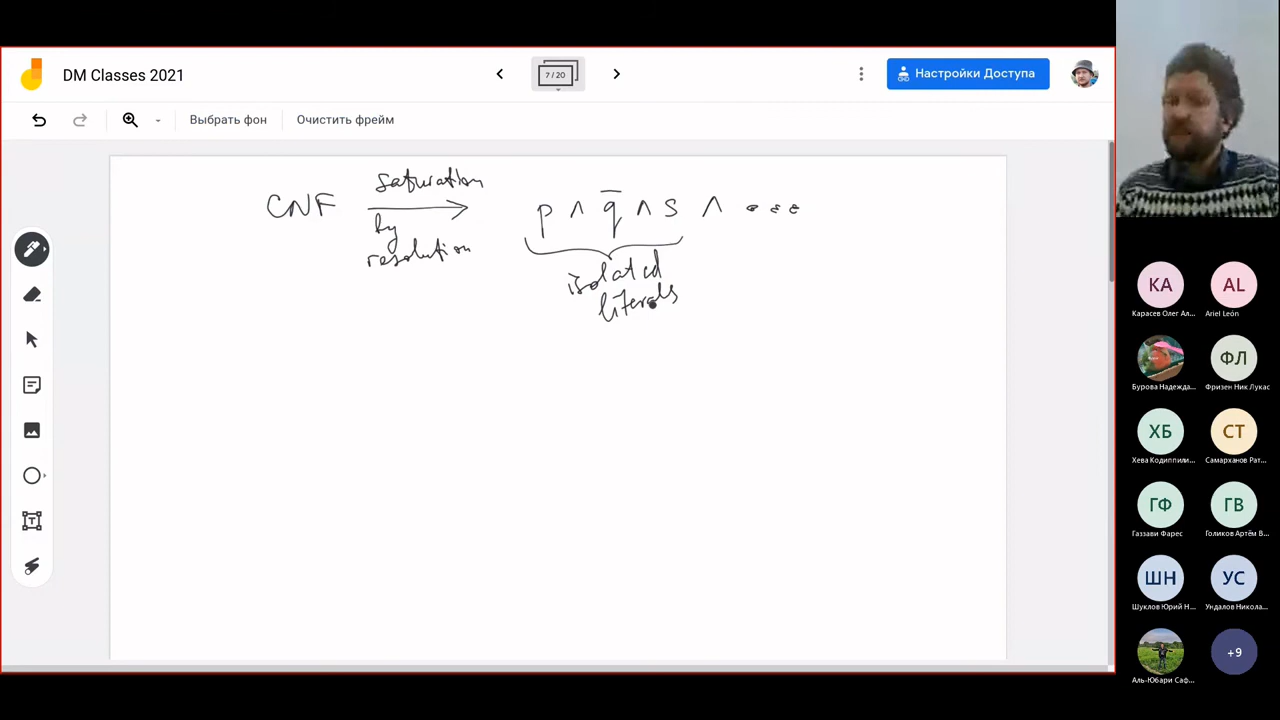 DM Classes 2021
7 / 20
Настройки Доступа
Выбрать фон
Очистить фрейм
CNF
saturation
by
resolution
p ∧ q̅ ∧ s ∧ ...
isolated
literals
КА
Карасев Олег Ал...
AL
Ariel León
Бурова Надежда...
ФЛ
Фризен Ник Лукас
ХБ
Хева Кодиппили...
СТ
Самарханов Рат...
ГФ
Газзави Фарес
ГВ
Голиков Артём В...
ШН
Шуклов Юрий Н...
УС
Ундалов Никола...
Аль-Юбари Саф...
+9